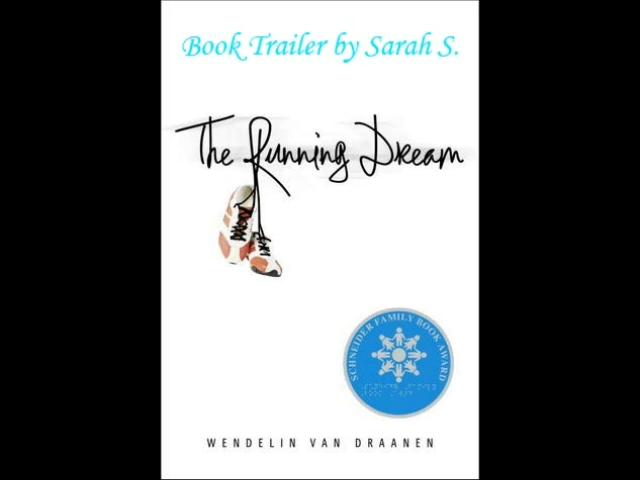 Book Trailer by Sarah S.
The Running Dream
SCHNEIDER FAMILY BOOK AWARD
WENDELIN VAN DRAANEN